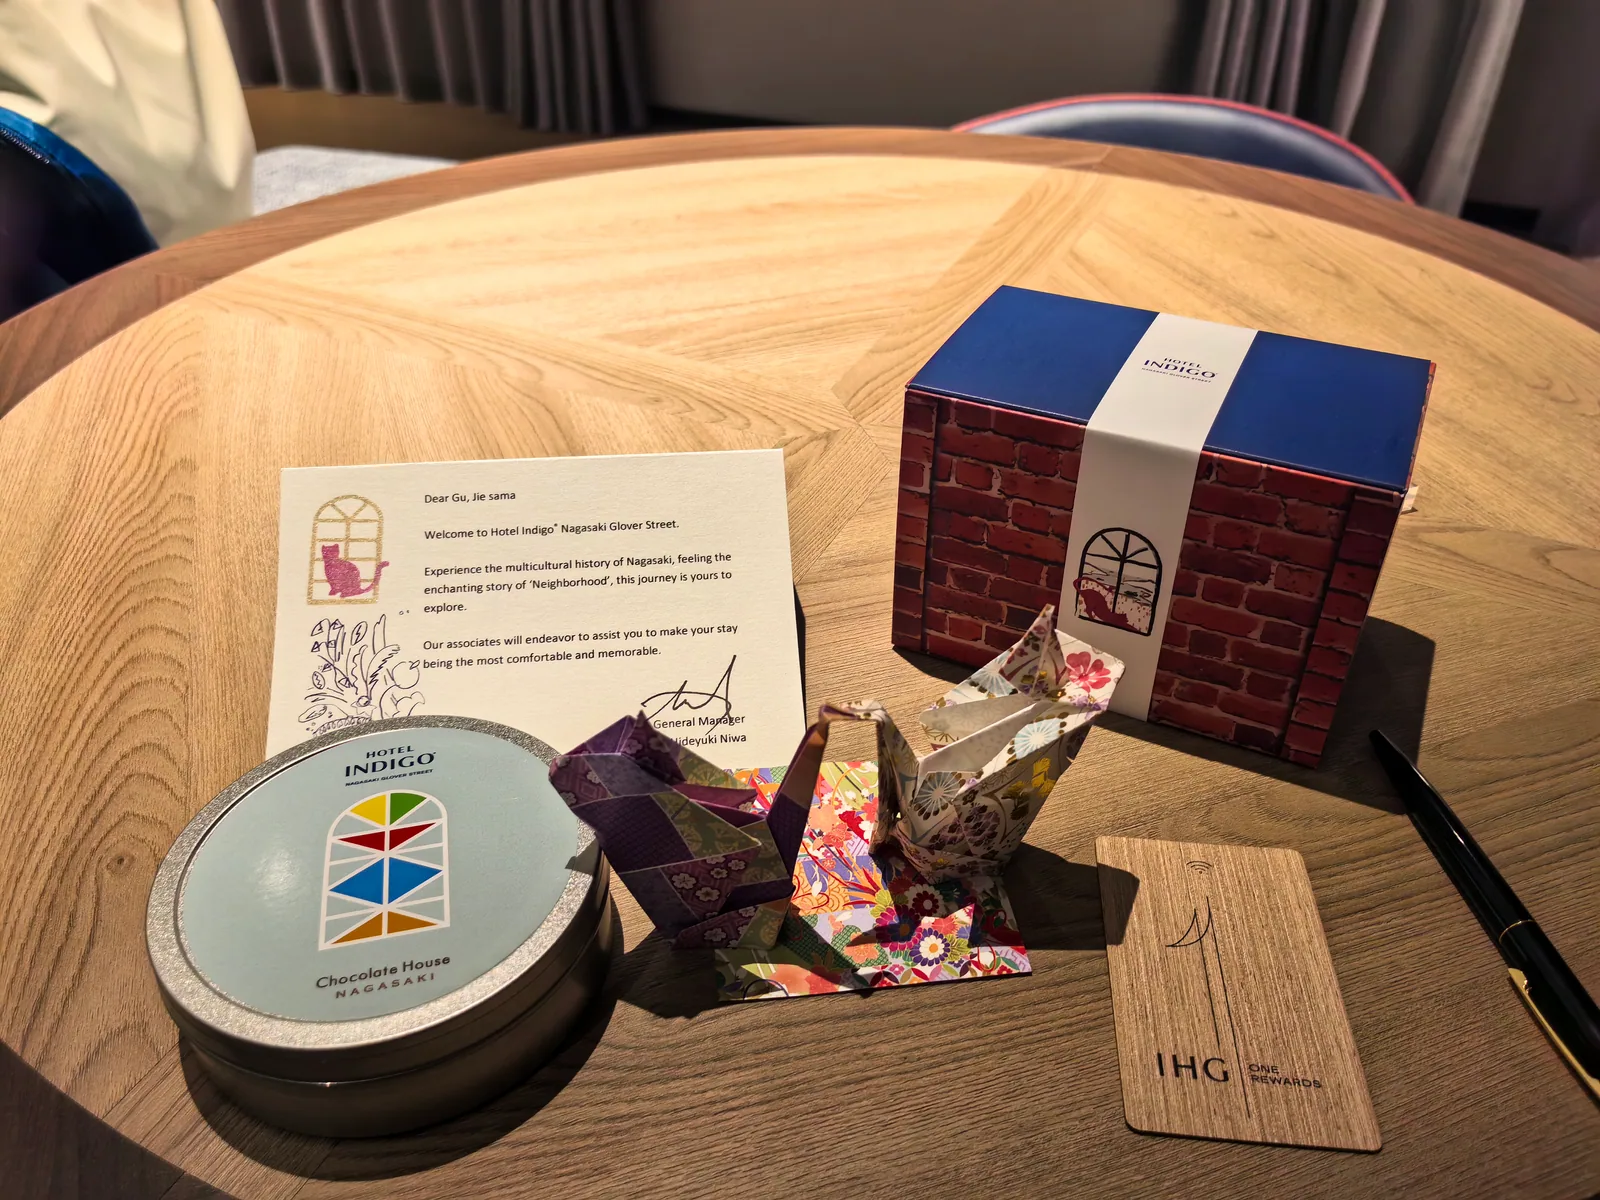 Dear Gu, Jie sama
Welcome to Hotel Indigo® Nagasaki Glover Street.
Experience the multicultural history of Nagasaki, feeling the
enchanting story of ‘Neighborhood’, this journey is yours to
explore.
Our associates will endeavor to assist you to make your stay
being the most comfortable and memorable.
General Manager
Hideyuki Niwa
HOTEL
INDIGO®
NAGASAKI GLOVER STREET
HOTEL
INDIGO®
NAGASAKI GLOVER STREET
Chocolate House
NAGASAKI
IHG ONE
REWARDS